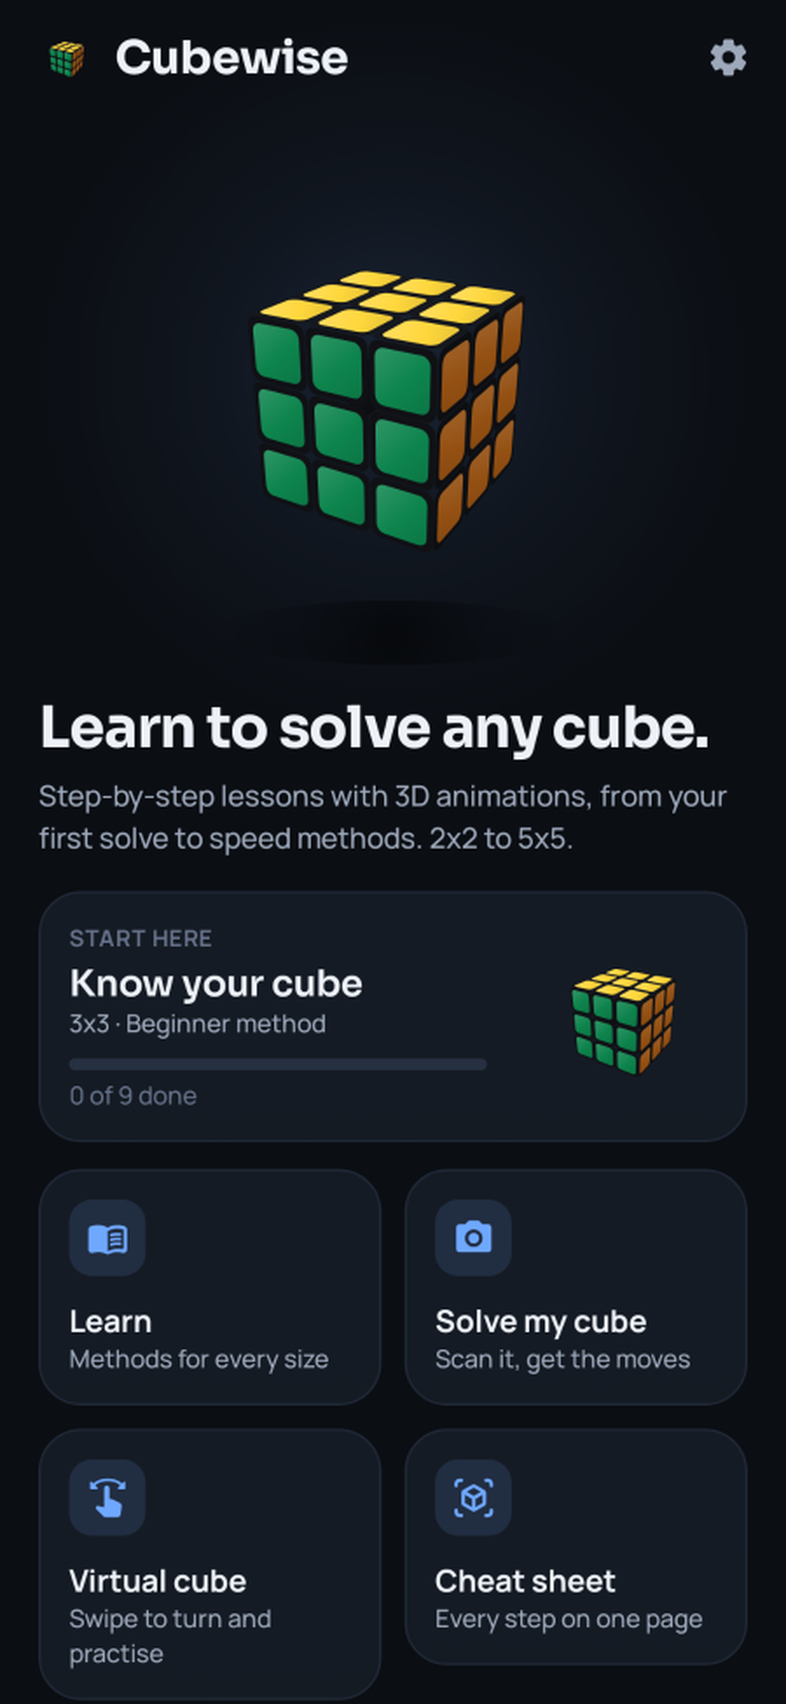 Cubewise
Learn to solve any cube.
Step-by-step lessons with 3D animations, from your
first solve to speed methods. 2x2 to 5x5.
START HERE
Know your cube
3x3 · Beginner method
0 of 9 done
Learn
Methods for every size
Solve my cube
Scan it, get the moves
Virtual cube
Swipe to turn and
practise
Cheat sheet
Every step on one page